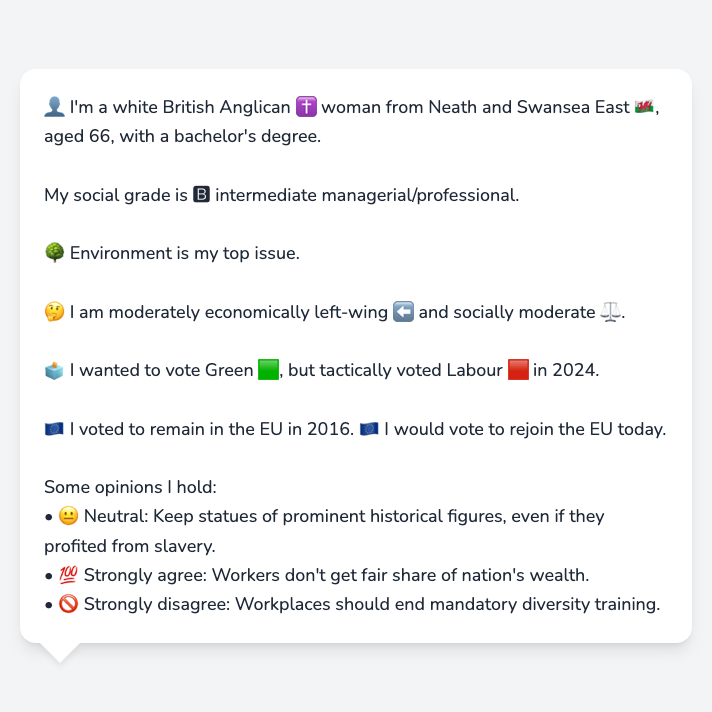 👤 I'm a white British Anglican ✝️ woman from Neath and Swansea East 🏴󠁧󠁢󠁷󠁬󠁳󠁿,
aged 66, with a bachelor's degree.
My social grade is 🅱 intermediate managerial/professional.
🌳 Environment is my top issue.
🤔 I am moderately economically left-wing ⬅️ and socially moderate ⚖️.
🗳️ I wanted to vote Green 🟩, but tactically voted Labour 🟥 in 2024.
🇪🇺 I voted to remain in the EU in 2016. 🇪🇺 I would vote to rejoin the EU today.
Some opinions I hold:
• 😐 Neutral: Keep statues of prominent historical figures, even if they
profited from slavery.
• 💯 Strongly agree: Workers don't get fair share of nation's wealth.
• 🚫 Strongly disagree: Workplaces should end mandatory diversity training.